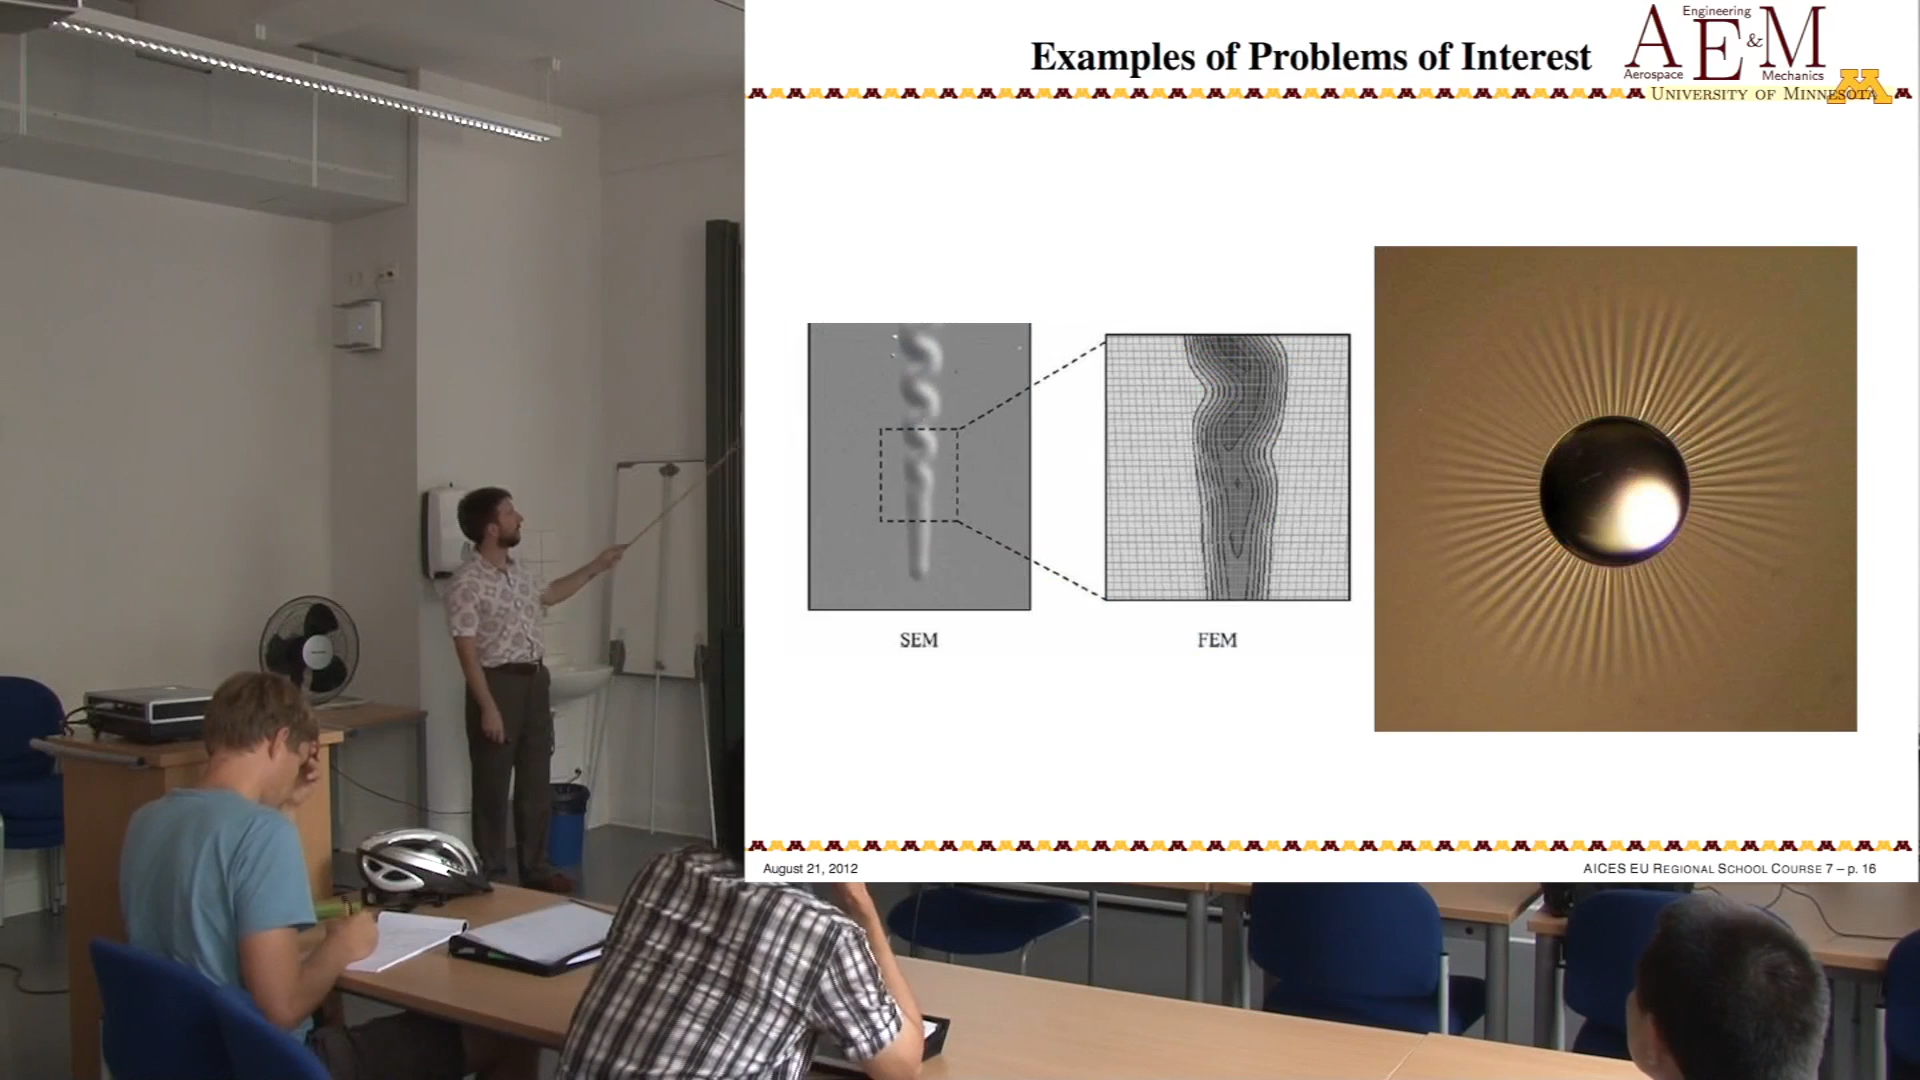 Examples of Problems of Interest
Engineering
AE&M
Aerospace Mechanics
UNIVERSITY OF MINNESOTA
SEM
FEM
August 21, 2012
AICES EU REGIONAL SCHOOL COURSE 7 – p. 16